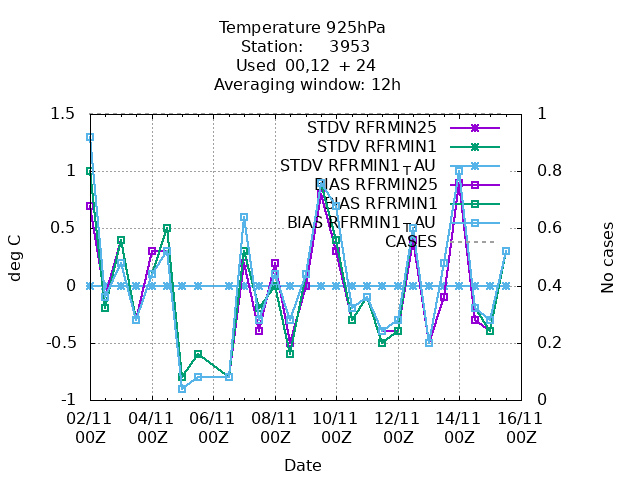 Temperature 925hPa
Station: 3953
Used 00,12 + 24
Averaging window: 12h
1.5
1
0.5
0
-0.5
-1
1
0.8
0.6
0.4
0.2
0
deg C
No cases
STDV RFRMIN25
STDV RFRMIN1
STDV RFRMIN1TAU
BIAS RFRMIN25
BIAS RFRMIN1
BIAS RFRMIN1TAU
CASES
02/11 04/11 06/11 08/11 10/11 12/11 14/11 16/11
00Z 00Z 00Z 00Z 00Z 00Z 00Z 00Z
Date